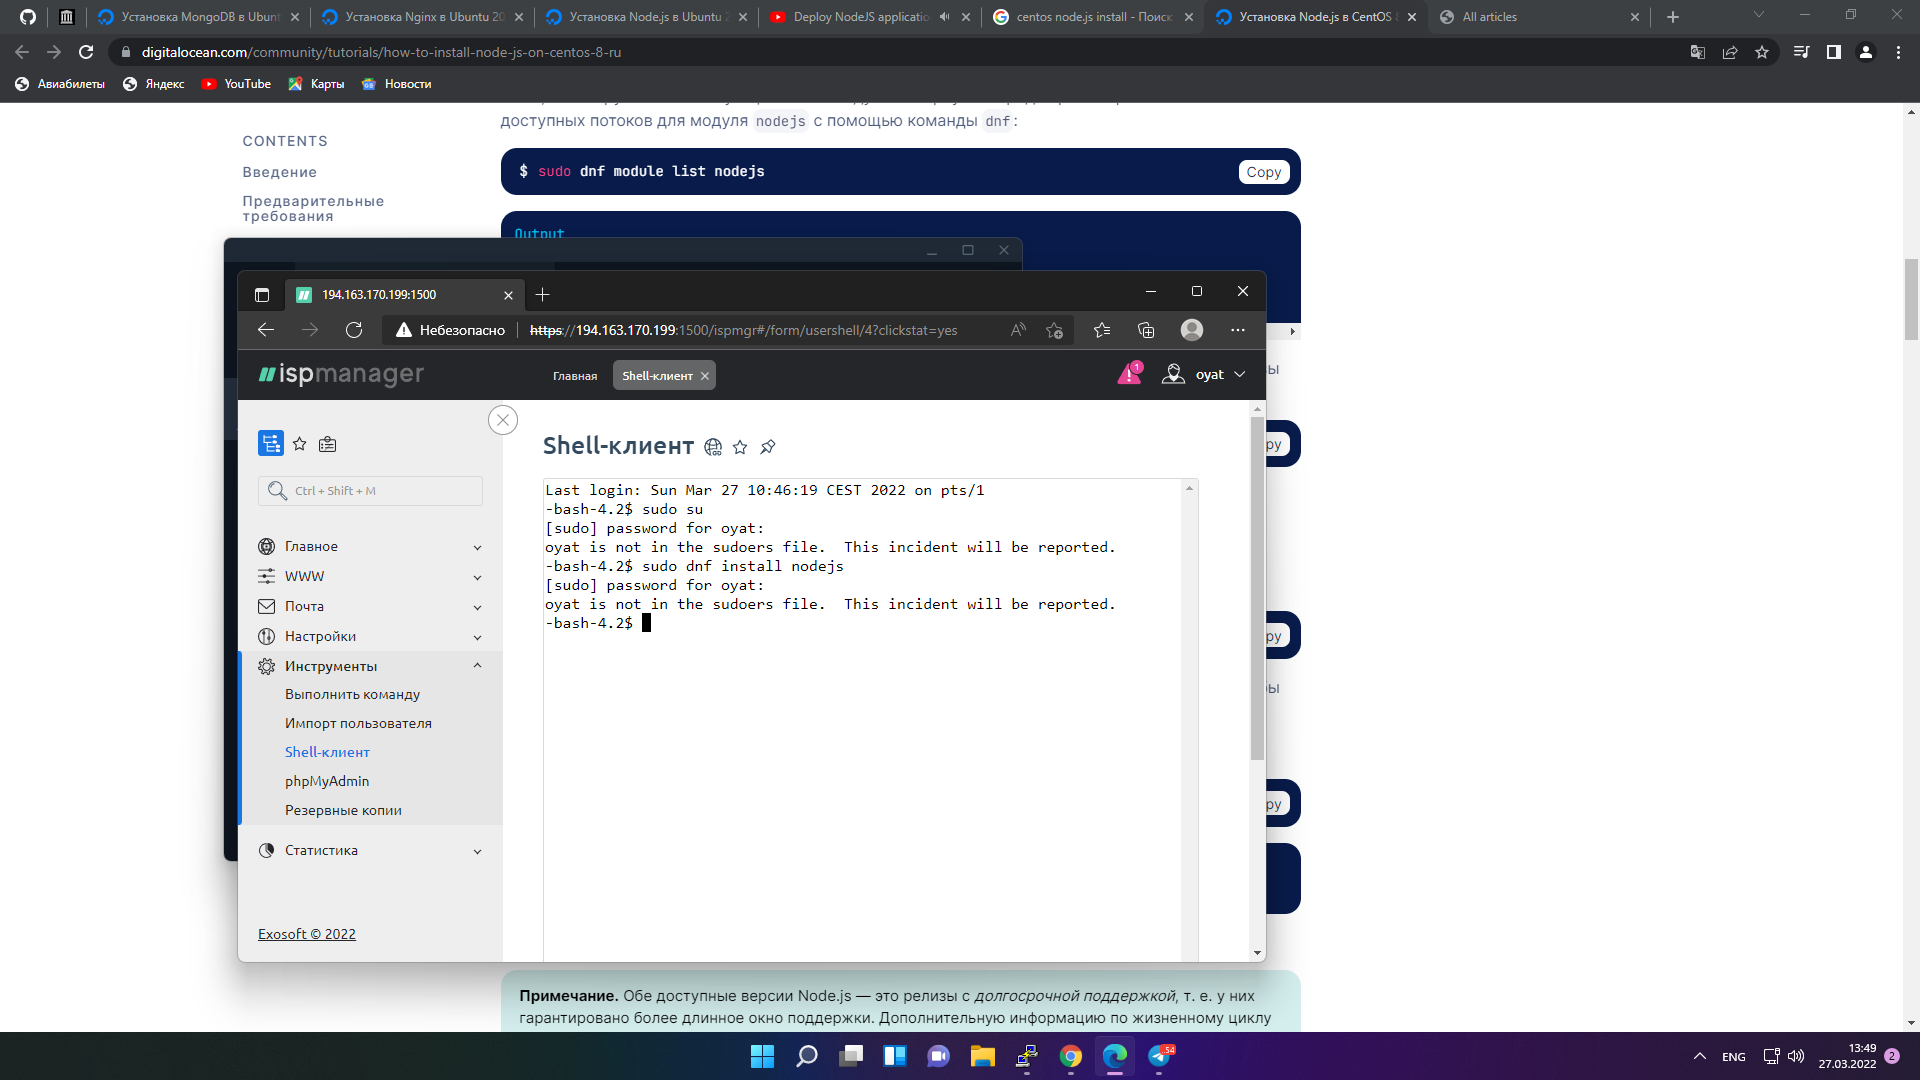 Установка MongoDB в Ubunt
Установка Nginx в Ubuntu 20
Установка Node.js в Ubuntu 2
Deploy NodeJS applicatio
centos node.js install - Поиск
Установка Node.js в CentOS 8
All articles
digitalocean.com/community/tutorials/how-to-install-node-js-on-centos-8-ru
Авиабилеты
Яндекс
YouTube
Карты
Новости
CONTENTS
Введение
Предварительные
требования
доступных потоков для модуля nodejs с помощью команды dnf:
$ sudo dnf module list nodejs
Copy
Output
194.163.170.199:1500
Небезопасно
https://194.163.170.199:1500/ispmgr#/form/usershell/4?clickstat=yes
ispmanager
Главная
Shell-клиент
1
oyat
Ctrl + Shift + M
Главное
WWW
Почта
Настройки
Инструменты
Выполнить команду
Импорт пользователя
Shell-клиент
phpMyAdmin
Резервные копии
Статистика
Exosoft © 2022
Shell-клиент
Last login: Sun Mar 27 10:46:19 CEST 2022 on pts/1
-bash-4.2$ sudo su
[sudo] password for oyat:
oyat is not in the sudoers file.  This incident will be reported.
-bash-4.2$ sudo dnf install nodejs
[sudo] password for oyat:
oyat is not in the sudoers file.  This incident will be reported.
-bash-4.2$
ы
py
py
бы
py
Примечание. Обе доступные версии Node.js — это релизы с долгосрочной поддержкой, т. е. у них
гарантировано более длинное окно поддержки. Дополнительную информацию по жизненному циклу
54
ENG
13:49
27.03.2022
2